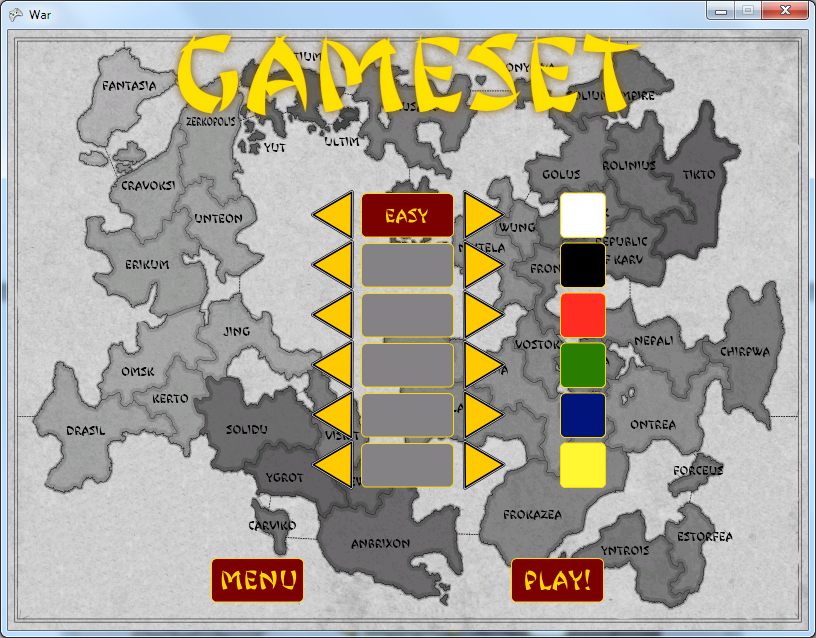 War
GAMESET
FANTASIA
ZERKOPOLIS
YUT
ULTIM
CRAVOKSI
UNTEON
ERIKUM
GOLUS
ROLINIUS
TIKTO
EASY
WUNG
REPUBLIC
OF KARV
JING
OMSK
KERTO
VOSTOK
NEPALI
CHIRPWA
DRASIL
SOLIDU
ONTREA
YGROT
FORCEUS
CARVIKO
ANBRIXON
FROKAZEA
YNTROIS
ESTORFEA
MENU
PLAY!